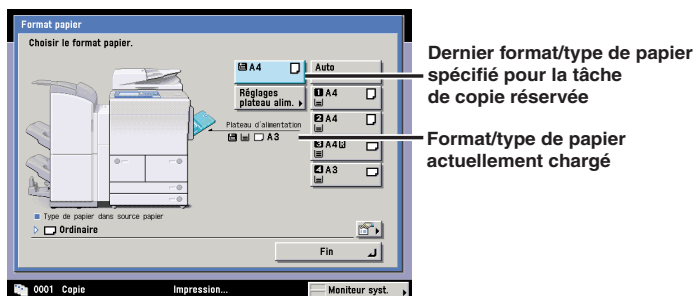 Format papier
Choisir le format papier.
A4
Auto
Réglages
plateau alim.
1 A4
Plateau d'alimentation
A3
2 A4
3 A4R
4 A3
Type de papier dans source papier
Ordinaire
Fin
0001 Copie Impression... Moniteur syst.
Dernier format/type de papier
spécifié pour la tâche
de copie réservée
Format/type de papier
actuellement chargé